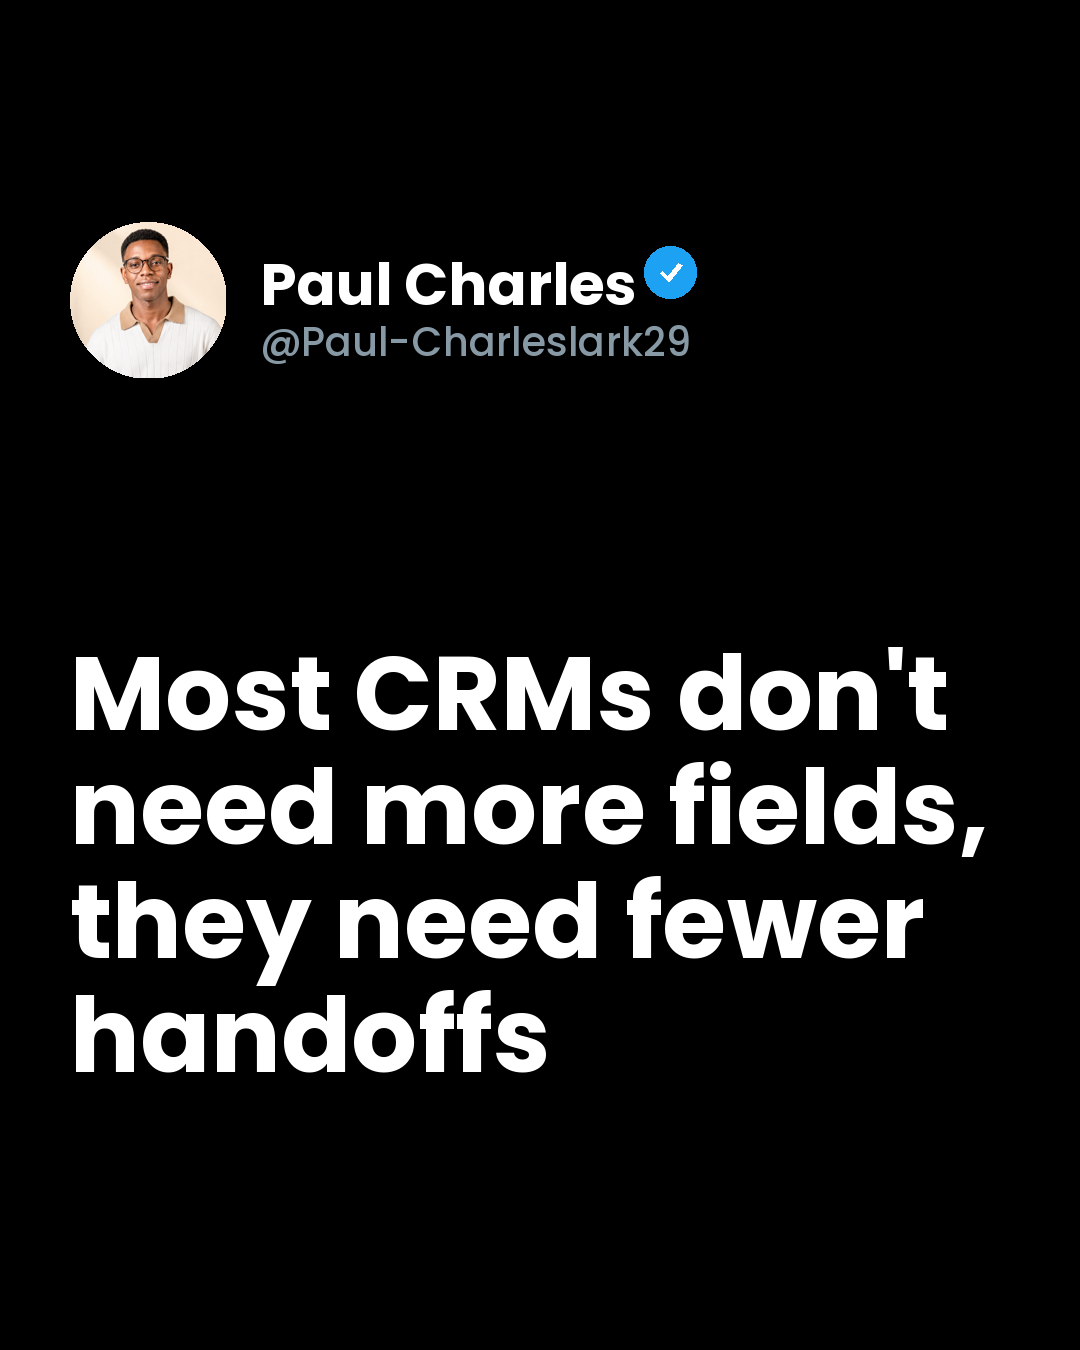 Paul Charles
@Paul-Charleslark29
Most CRMs don't
need more fields,
they need fewer
handoffs